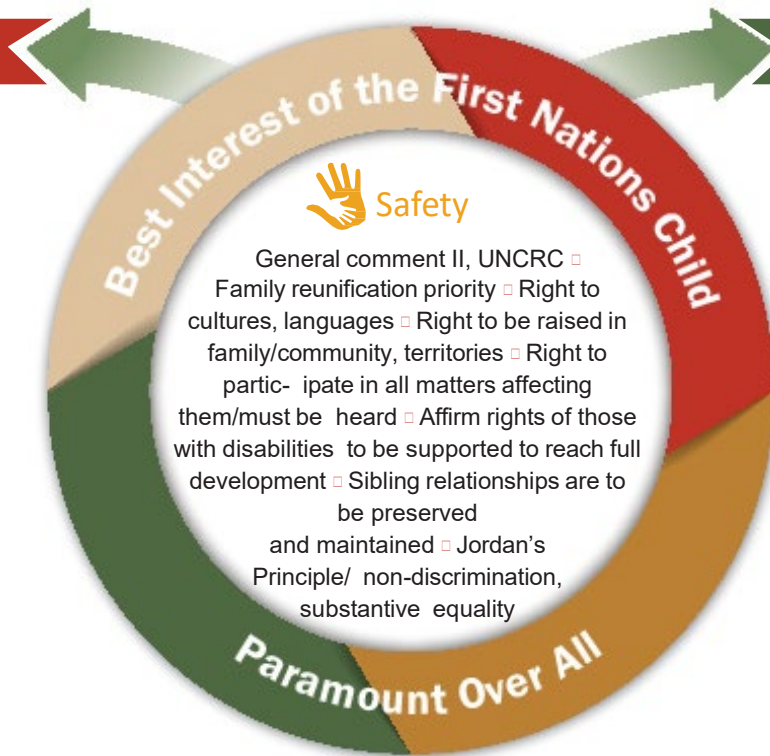 Best Interest of the First Nations Child
Safety
General comment II, UNCRC □
Family reunification priority □ Right to
cultures, languages □ Right to be raised in
family/community, territories □ Right to
partic- ipate in all matters affecting
them/must be heard □ Affirm rights of those
with disabilities to be supported to reach full
development □ Sibling relationships are to
be preserved
and maintained □ Jordan's
Principle/ non-discrimination,
substantive equality
Paramount Over All